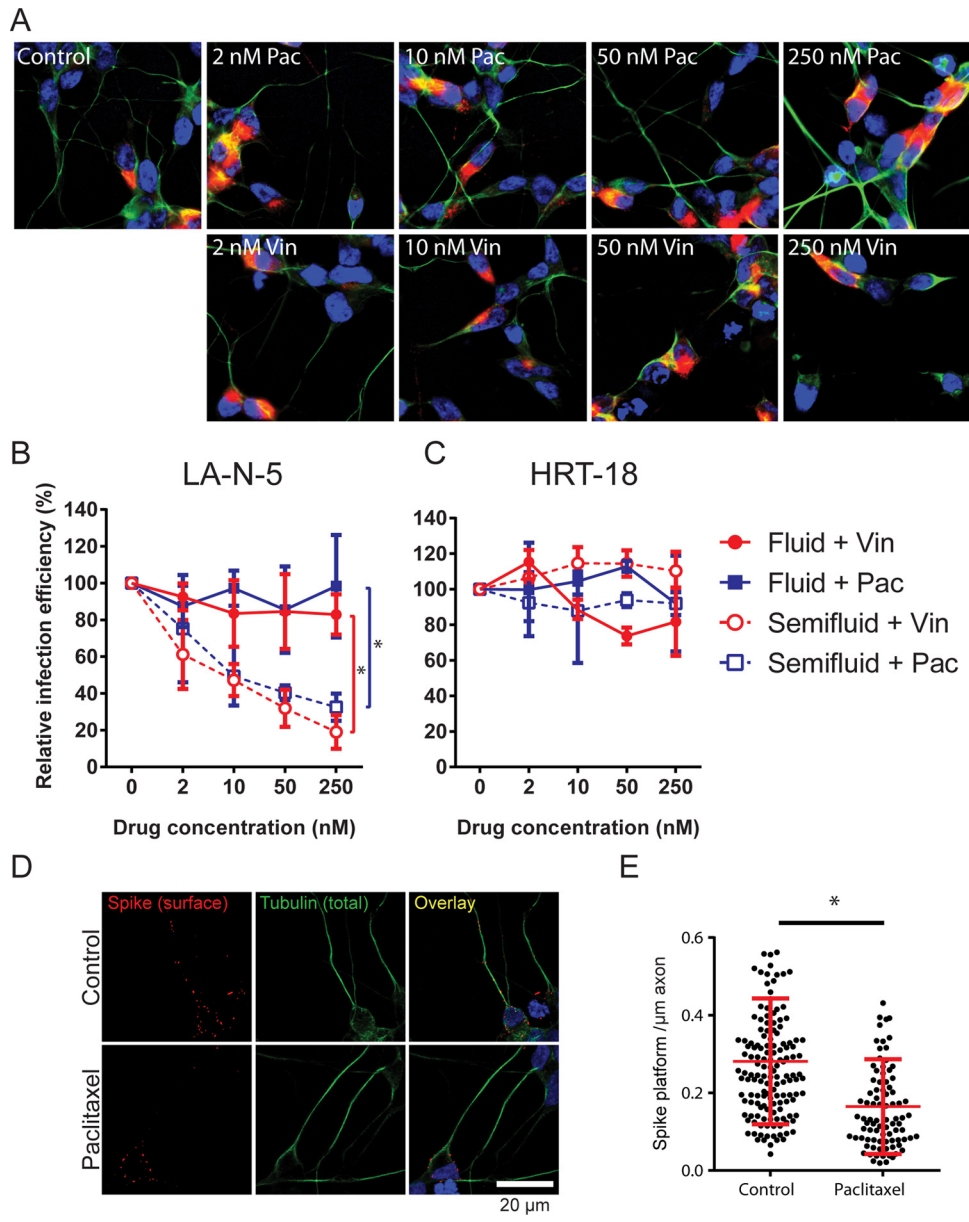 A
Control
2 nM Pac
10 nM Pac
50 nM Pac
250 nM Pac
2 nM Vin
10 nM Vin
50 nM Vin
250 nM Vin
B
LA-N-5
Relative infection efficiency (%)
140
120
100
80
60
40
20
0
0 2 10 50 250
Drug concentration (nM)
*
*
C
HRT-18
140
120
100
80
60
40
20
0
0 2 10 50 250
Drug concentration (nM)
Fluid + Vin
Fluid + Pac
Semifluid + Vin
Semifluid + Pac
D
Spike (surface)
Tubulin (total)
Overlay
Control
Paclitaxel
20 µm
E
*
Spike platform /µm axon
0.6
0.4
0.2
0.0
Control
Paclitaxel